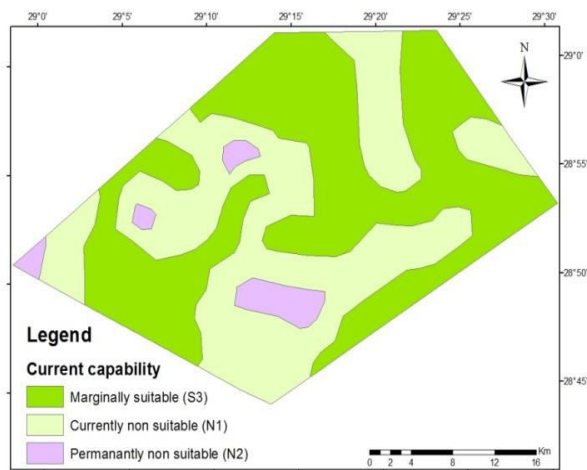 29°0' 29°5' 29°10' 29°15' 29°20' 29°25' 29°30'
N
29°0'
28°55'
28°50'
28°45'
Legend
Current capability
Marginally suitable (S3)
Currently non suitable (N1)
Permanantly non suitable (N2)
Km
0 2 4 8 12 16